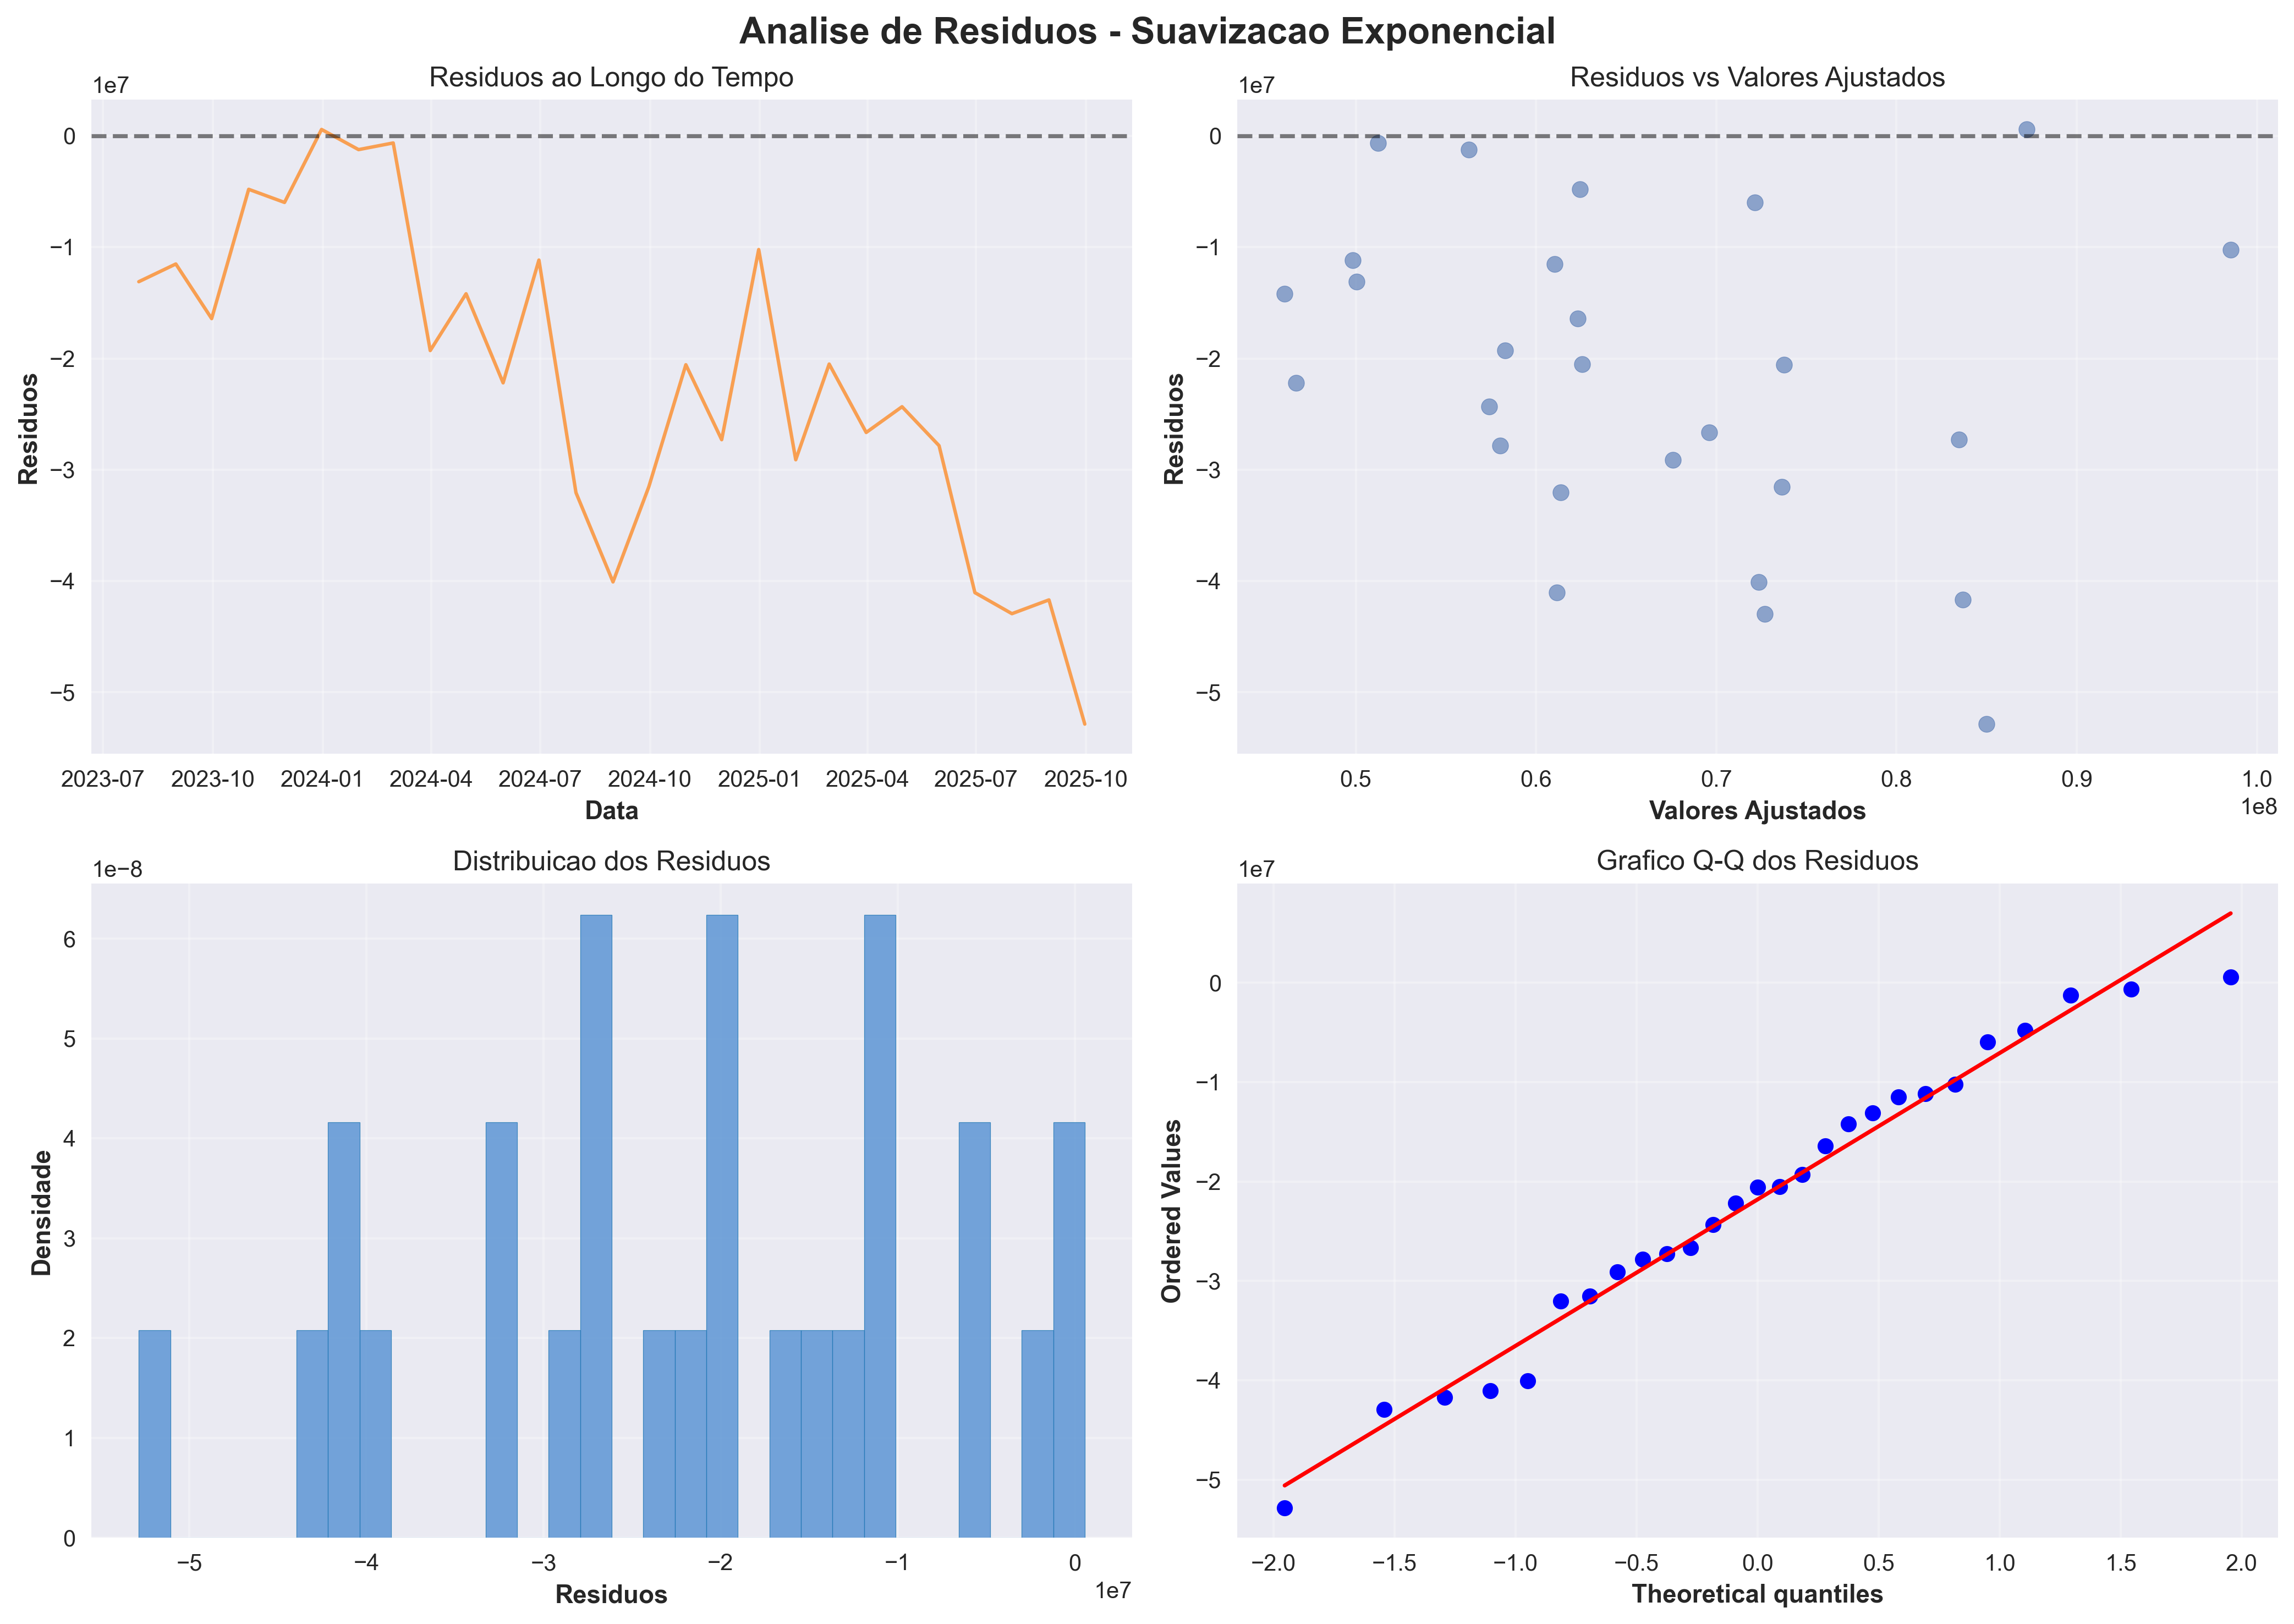 Analise de Residuos - Suavizacao Exponencial
Residuos ao Longo do Tempo
1e7
0
−1
−2
−3
−4
−5
Residuos
2023-07 2023-10 2024-01 2024-04 2024-07 2024-10 2025-01 2025-04 2025-07 2025-10
Data
Residuos vs Valores Ajustados
1e7
0
−1
−2
−3
−4
−5
Residuos
0.5 0.6 0.7 0.8 0.9 1.0
1e8
Valores Ajustados
Distribuicao dos Residuos
1e−8
6
5
4
3
2
1
0
Densidade
−5 −4 −3 −2 −1 0
1e7
Residuos
Grafico Q-Q dos Residuos
1e7
0
−1
−2
−3
−4
−5
Ordered Values
−2.0 −1.5 −1.0 −0.5 0.0 0.5 1.0 1.5 2.0
Theoretical quantiles